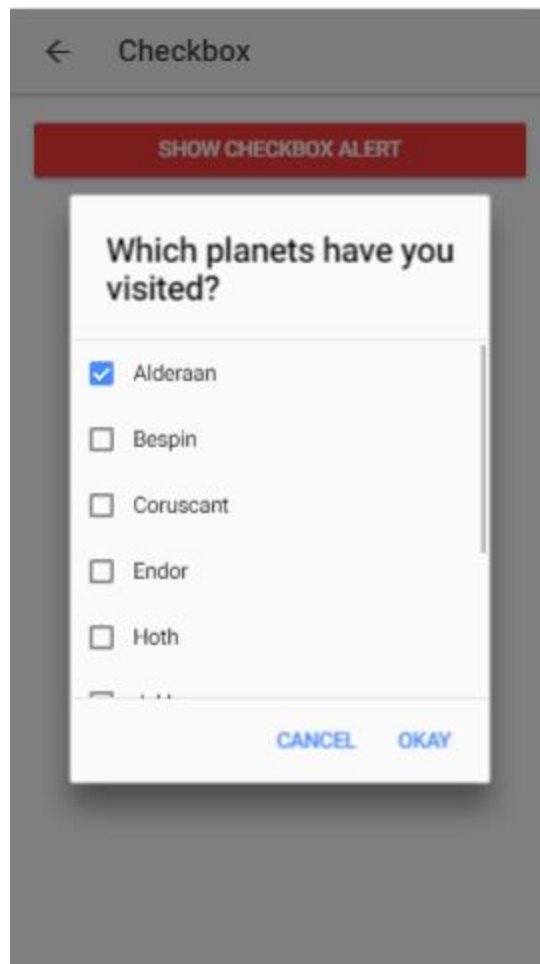 Checkbox
SHOW CHECKBOX ALERT
Which planets have you
visited?
Alderaan
Bespin
Coruscant
Endor
Hoth
CANCEL OKAY